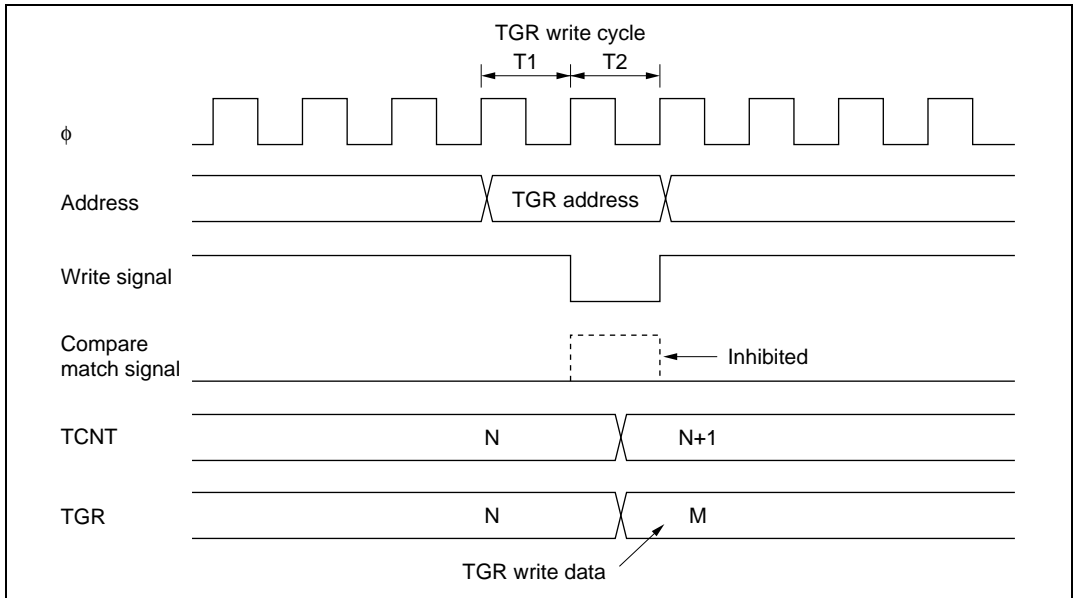 TGR write cycle
T1 T2
ϕ
Address
TGR address
Write signal
Compare
match signal
Inhibited
TCNT
N
N+1
TGR
N
M
TGR write data